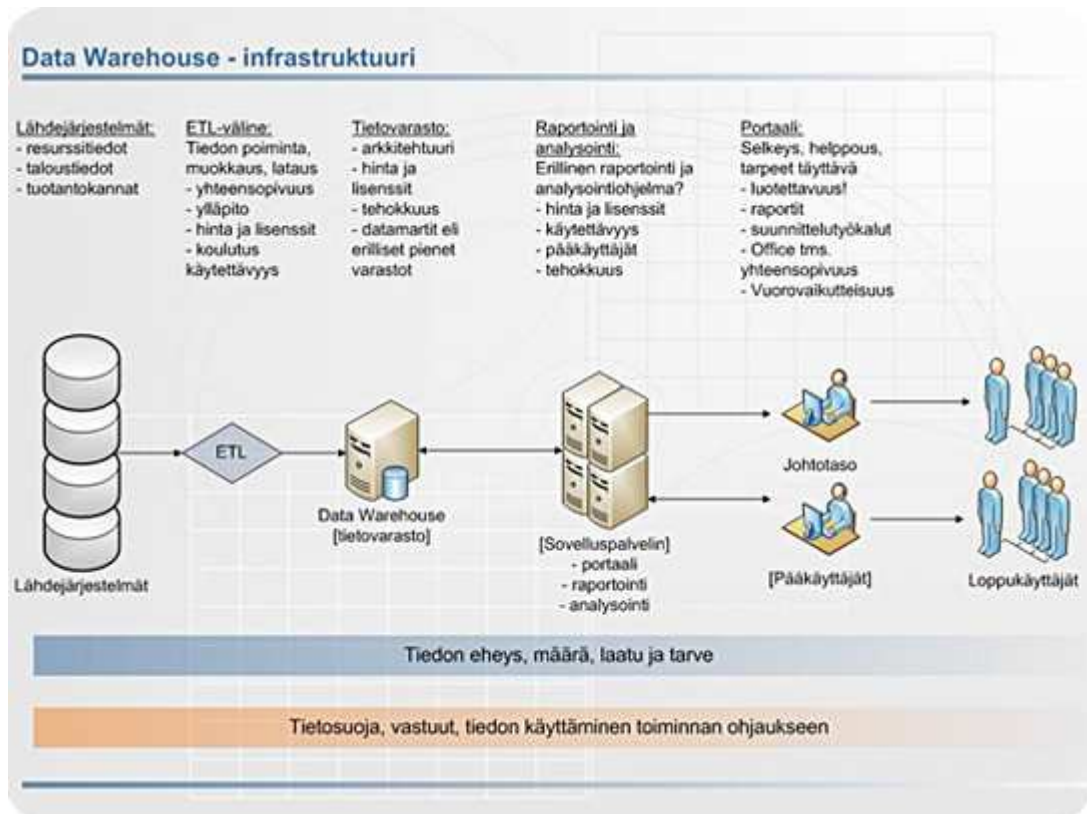 Data Warehouse - infrastruktuuri
Lähdejärjestelmät:
- resurssitiedot
- taloustiedot
- tuotantokannat
ETL-väline:
Tiedon poiminta,
muokkaus, lataus
- yhteensopivuus
- ylläpito
- hinta ja lisenssit
- koulutus
käytettävyys
Tietovarasto:
- arkkitehtuuri
- hinta ja
lisenssit
- tehokkuus
- datamartit eli
erilliset pienet
varastot
Raportointi ja
analysointi:
Erillinen raportointi ja
analysointiohjelma?
- hinta ja lisenssit
- käytettävyys
- pääkäyttäjät
- tehokkuus
Portaali:
Selkeys, helppous,
tarpeet täyttävä
- luotettavuus!
- raportit
- suunnittelutyökalut
- Office tms.
yhteensopivuus
- Vuorovaikutteisuus
ETL
Lähdejärjestelmät
Data Warehouse
[tietovarasto]
[Sovelluspalvelin]
- portaali
- raportointi
- analysointi
Johtotaso
[Pääkäyttäjät]
Loppukäyttäjät
Tiedon eheys, määrä, laatu ja tarve
Tietosuoja, vastuut, tiedon käyttäminen toiminnan ohjaukseen